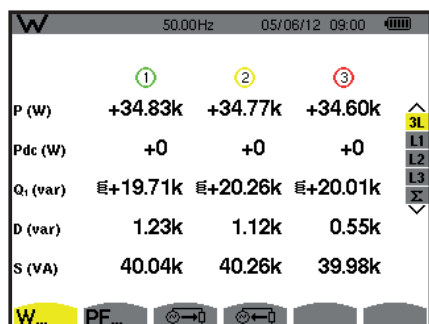 W 50.00Hz 05/06/12 09:00
1 2 3
P (W) +34.83k +34.77k +34.60k
3L
Pdc (W) +0 +0 +0
L1
L2
Q₁ (var) +19.71k +20.26k +20.01k
L3
Σ
D (var) 1.23k 1.12k 0.55k
S (VA) 40.04k 40.26k 39.98k
W... PF...